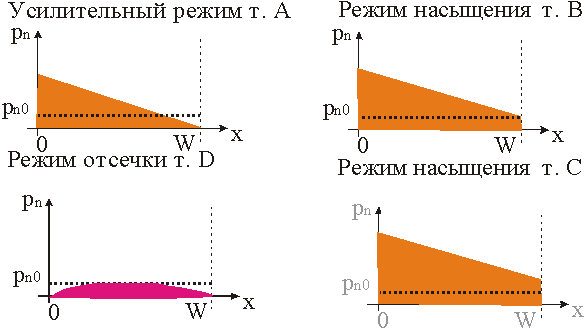 Усилительный режим т. А
pn
pn0
0
W
x
Режим насыщения т. В
pn
pn0
0
W
x
Режим отсечки т. D
pn
pn0
0
W
x
Режим насыщения т. С
pn
pn0
0
W
x